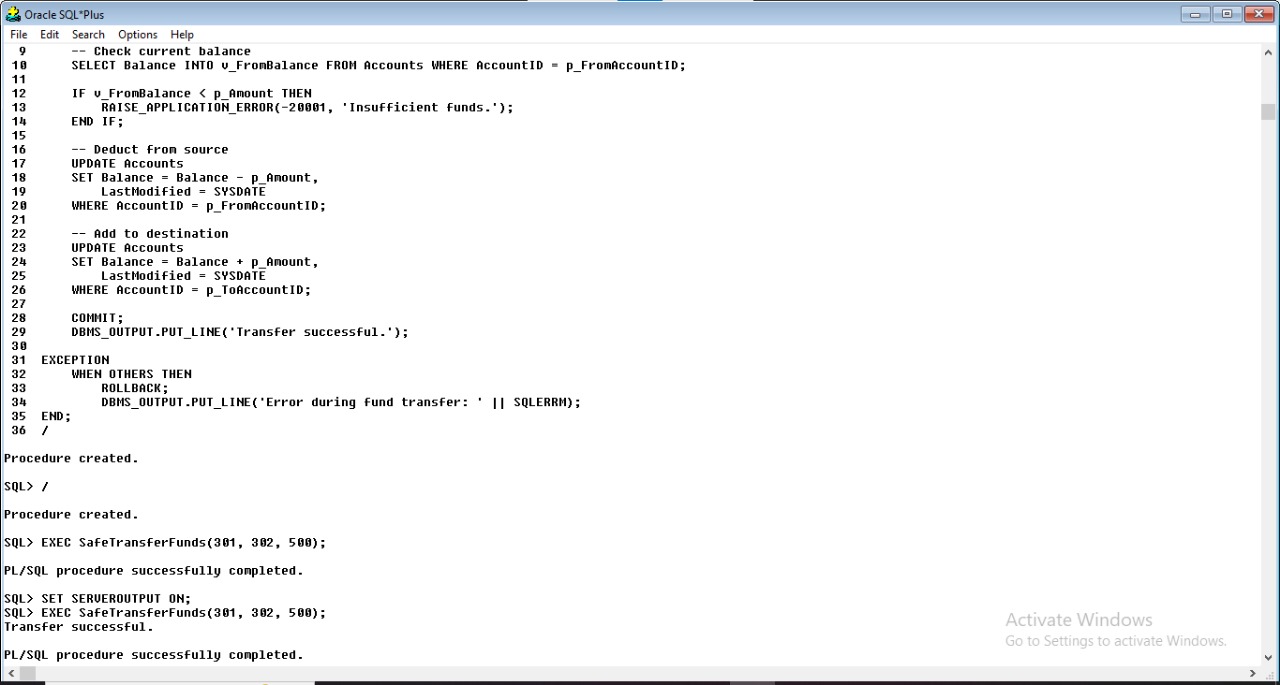 Oracle SQL*Plus
File Edit Search Options Help
9 -- Check current balance
10 SELECT Balance INTO v_FromBalance FROM Accounts WHERE AccountID = p_FromAccountID;
11
12 IF v_FromBalance < p_Amount THEN
13 RAISE_APPLICATION_ERROR(-20001, 'Insufficient funds.');
14 END IF;
15
16 -- Deduct from source
17 UPDATE Accounts
18 SET Balance = Balance - p_Amount,
19 LastModified = SYSDATE
20 WHERE AccountID = p_FromAccountID;
21
22 -- Add to destination
23 UPDATE Accounts
24 SET Balance = Balance + p_Amount,
25 LastModified = SYSDATE
26 WHERE AccountID = p_ToAccountID;
27
28 COMMIT;
29 DBMS_OUTPUT.PUT_LINE('Transfer successful.');
30
31 EXCEPTION
32 WHEN OTHERS THEN
33 ROLLBACK;
34 DBMS_OUTPUT.PUT_LINE('Error during fund transfer: ' || SQLERRM);
35 END;
36 /
Procedure created.
SQL> /
Procedure created.
SQL> EXEC SafeTransferFunds(301, 302, 500);
PL/SQL procedure successfully completed.
SQL> SET SERVEROUTPUT ON;
SQL> EXEC SafeTransferFunds(301, 302, 500);
Transfer successful.
PL/SQL procedure successfully completed.
Activate Windows
Go to Settings to activate Windows.